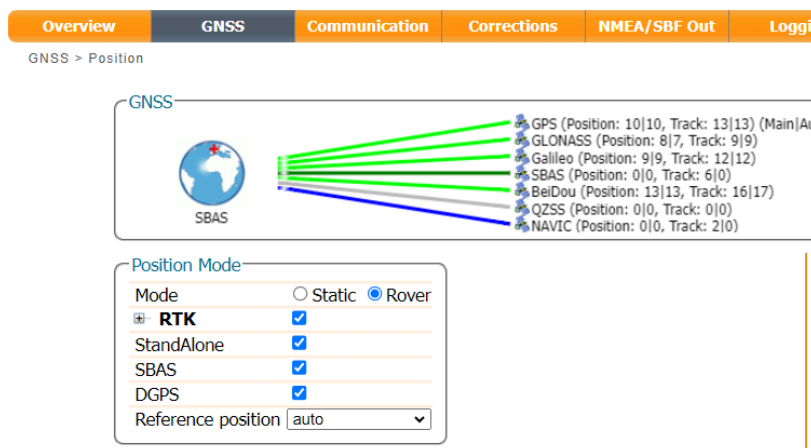 Overview GNSS Communication Corrections NMEA/SBF Out Loggi
GNSS > Position
GNSS
GPS (Position: 10|10, Track: 13|13) (Main|Au
GLONASS (Position: 8|7, Track: 9|9)
Galileo (Position: 9|9, Track: 12|12)
SBAS (Position: 0|0, Track: 6|0)
BeiDou (Position: 13|13, Track: 16|17)
QZSS (Position: 0|0, Track: 0|0)
NAVIC (Position: 0|0, Track: 2|0)
SBAS
Position Mode
Mode Static Rover
RTK
StandAlone
SBAS
DGPS
Reference position auto